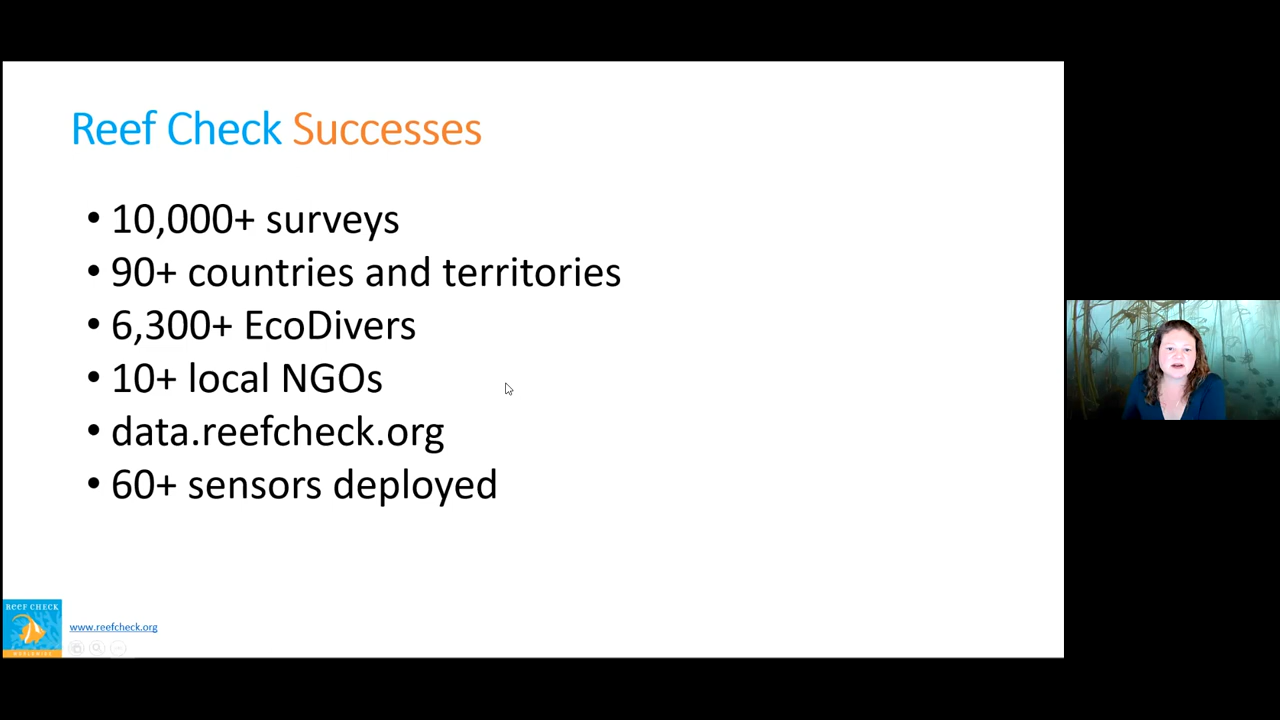 Reef Check Successes
• 10,000+ surveys
• 90+ countries and territories
• 6,300+ EcoDivers
• 10+ local NGOs
• data.reefcheck.org
• 60+ sensors deployed
REEF CHECK
WORLDWIDE
www.reefcheck.org